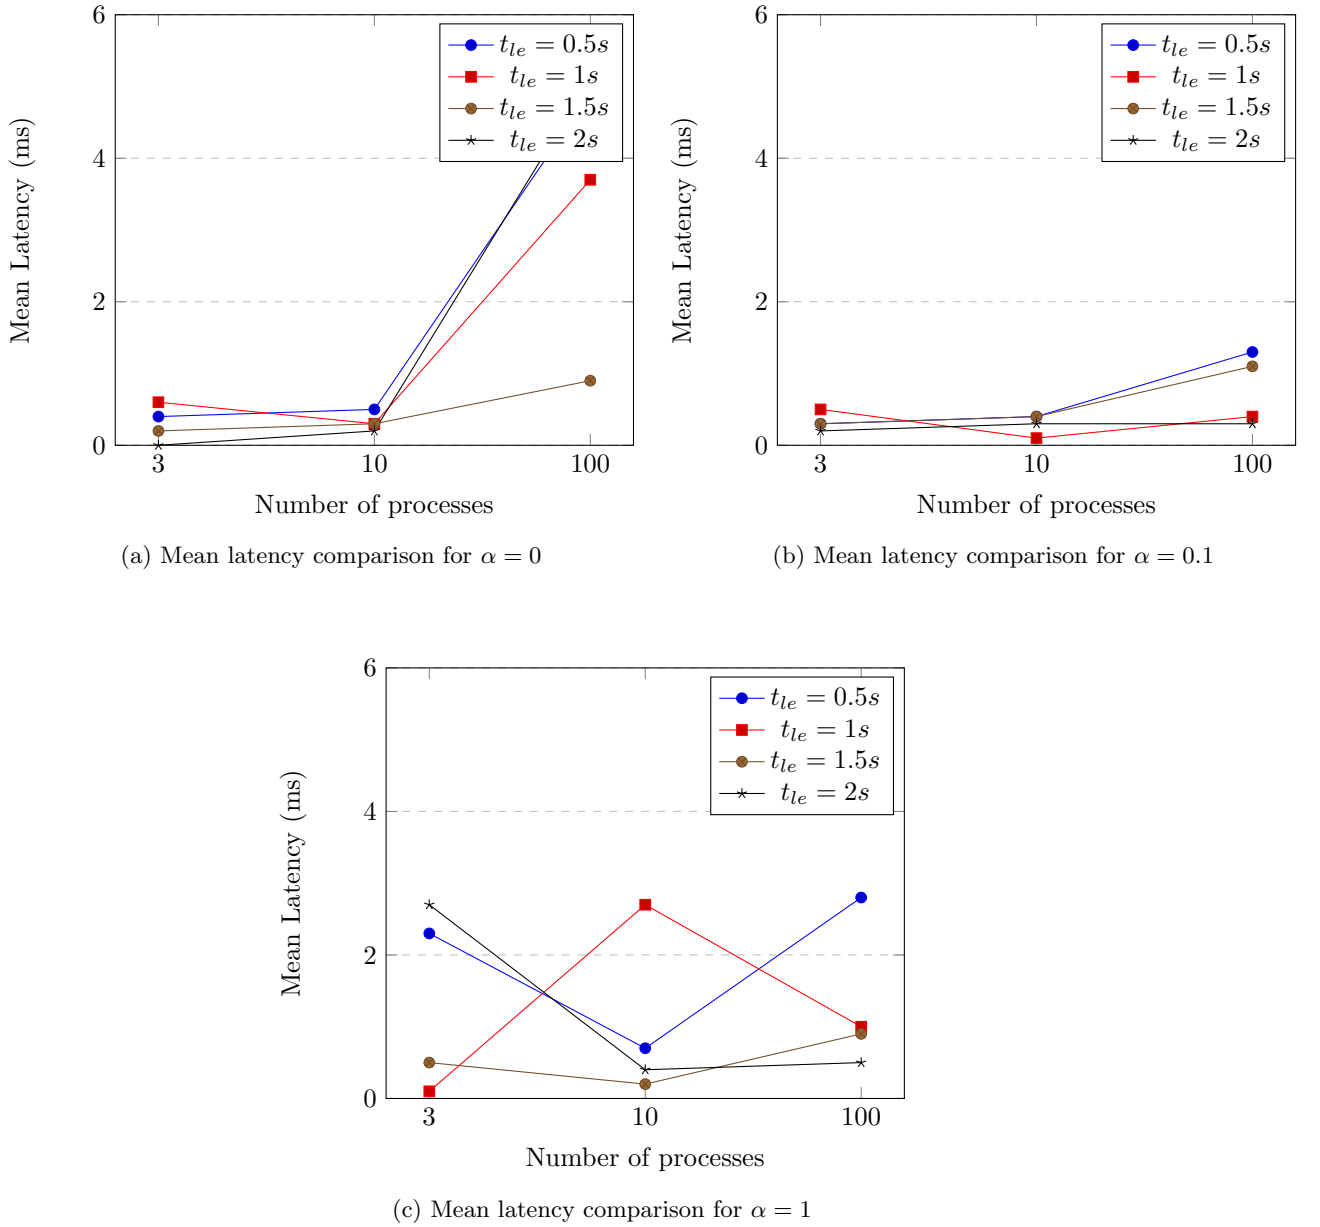 6
4
2
0
Mean Latency (ms)
t_le = 0.5s
t_le = 1s
t_le = 1.5s
t_le = 2s
3 10 100
Number of processes
(a) Mean latency comparison for α = 0
6
4
2
0
Mean Latency (ms)
t_le = 0.5s
t_le = 1s
t_le = 1.5s
t_le = 2s
3 10 100
Number of processes
(b) Mean latency comparison for α = 0.1
6
4
2
0
Mean Latency (ms)
t_le = 0.5s
t_le = 1s
t_le = 1.5s
t_le = 2s
3 10 100
Number of processes
(c) Mean latency comparison for α = 1